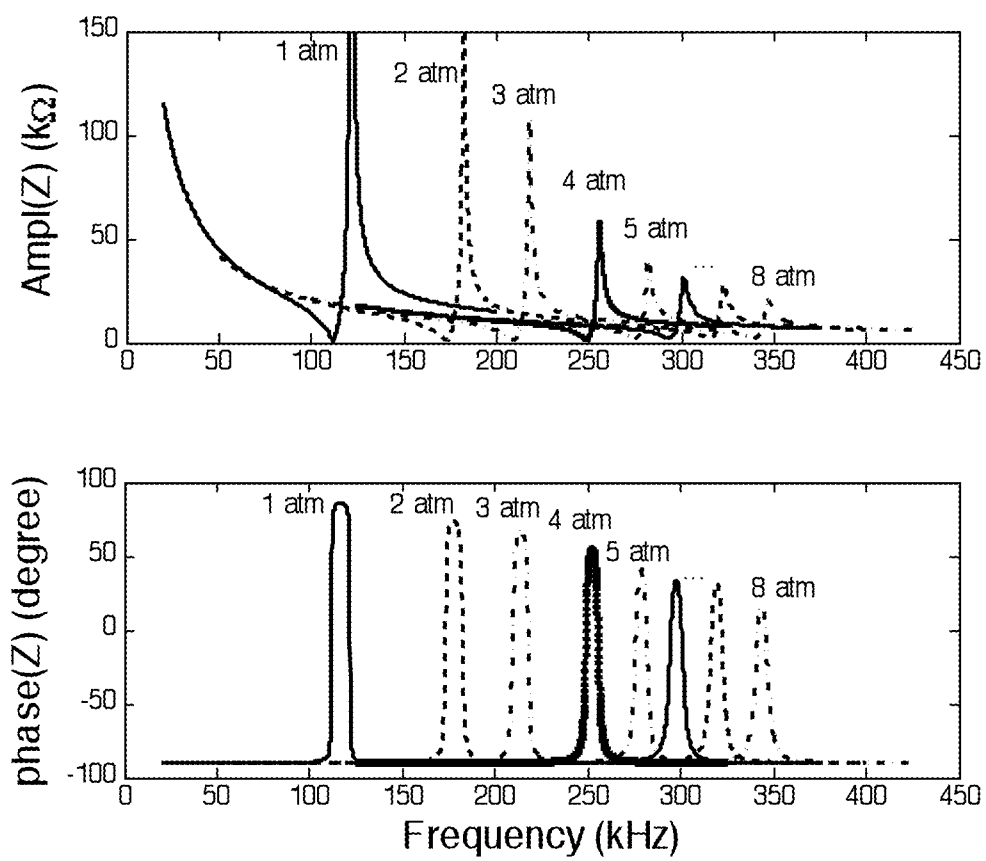 150
1 atm
2 atm
3 atm
100
4 atm
5 atm
50
...
8 atm
0
Ampl(Z) (kΩ)
0 50 100 150 200 250 300 350 400 450
100
1 atm 2 atm 3 atm 4 atm
50
5 atm
...
8 atm
0
-50
-100
phase(Z) (degree)
0 50 100 150 200 250 300 350 400 450
Frequency (kHz)